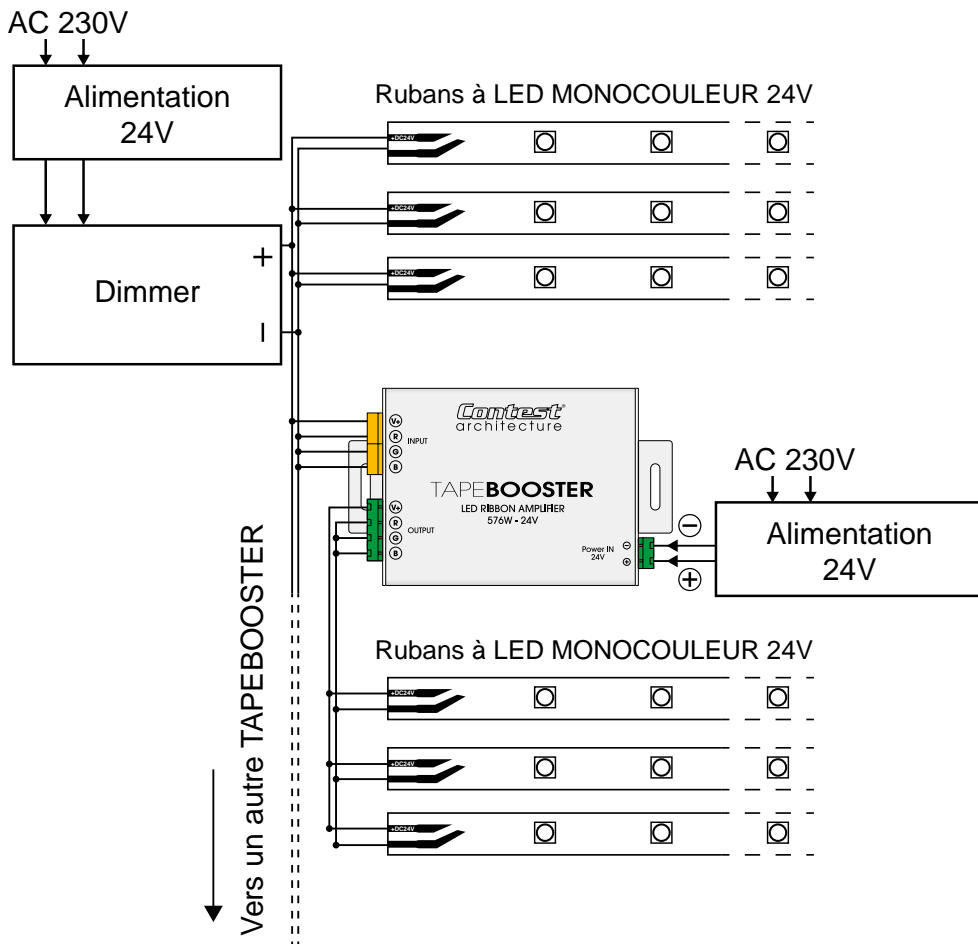 AC 230V
Alimentation
24V
Dimmer
+
−
Rubans à LED MONOCOULEUR 24V
+DC24V
+DC24V
+DC24V
Contest®
architecture
V+
R
G
B
INPUT
TAPEBOOSTER
LED RIBBON AMPLIFIER
576W - 24V
V+
R
G
B
OUTPUT
Power IN
24V
−
+
−
+
AC 230V
Alimentation
24V
Rubans à LED MONOCOULEUR 24V
+DC24V
+DC24V
+DC24V
Vers un autre TAPEBOOSTER